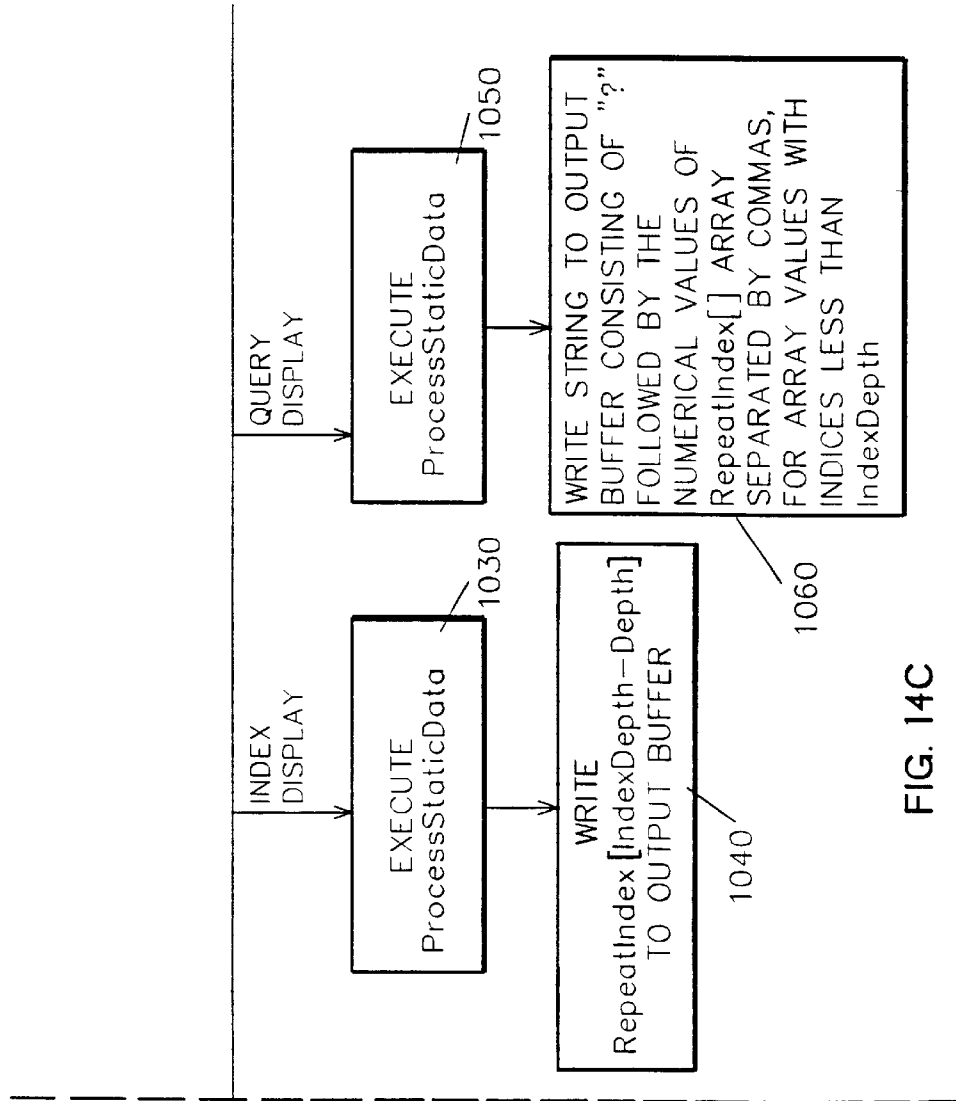 INDEX
DISPLAY
EXECUTE
ProcessStaticData
1030
WRITE
RepeatIndex[IndexDepth-Depth]
TO OUTPUT BUFFER
1040
QUERY
DISPLAY
EXECUTE
ProcessStaticData
1050
WRITE STRING TO OUTPUT
BUFFER CONSISTING OF "?"
FOLLOWED BY THE
NUMERICAL VALUES OF
RepeatIndex[] ARRAY
SEPARATED BY COMMAS,
FOR ARRAY VALUES WITH
INDICES LESS THAN
IndexDepth
1060
FIG. 14C